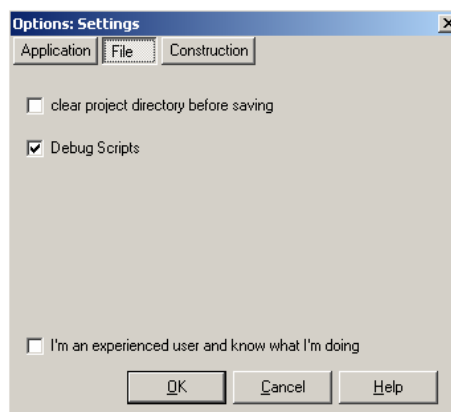 Options: Settings
Application File Construction
clear project directory before saving
Debug Scripts
I'm an experienced user and know what I'm doing
OK Cancel Help